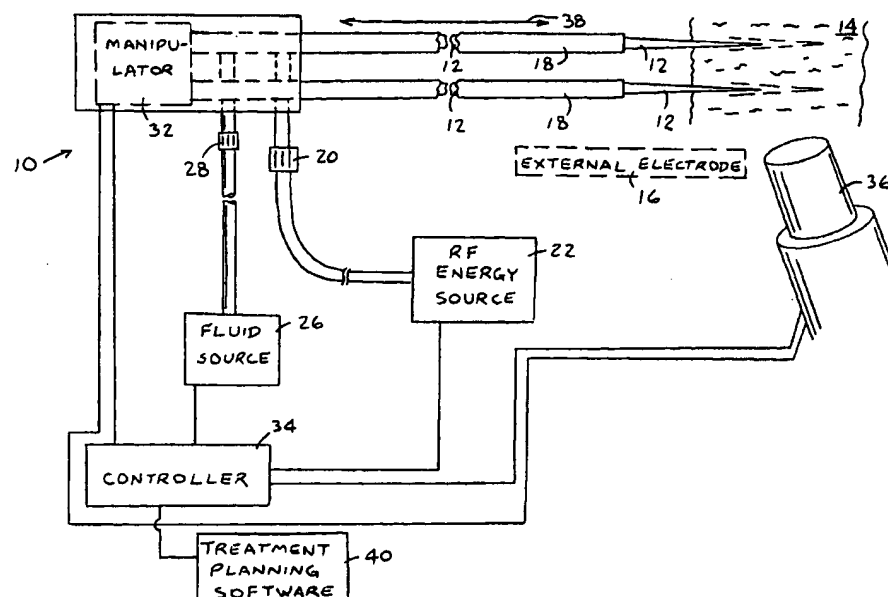 38
14
MANIPU-
LATOR
12
18
12
32
12
18
12
28
20
10
EXTERNAL ELECTRODE
16
36
RF
ENERGY
SOURCE
22
FLUID
SOURCE
26
34
CONTROLLER
TREATMENT
PLANNING
SOFTWARE
40